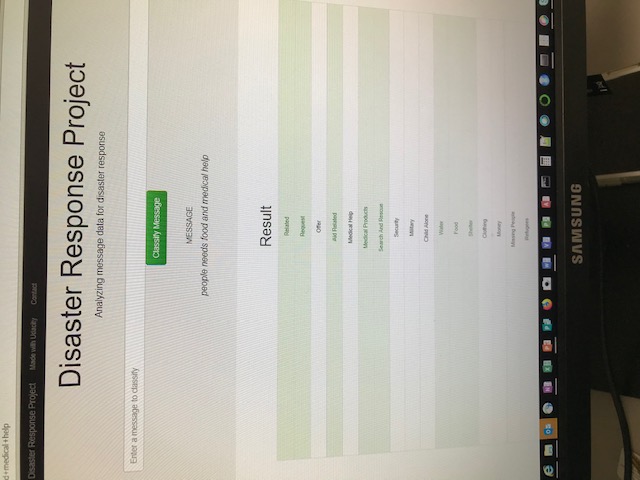 d+medical+help
Disaster Response Project Made with Udacity Contact
Disaster Response Project
Analyzing message data for disaster response
Enter a message to classify
Classify Message
MESSAGE
people needs food and medical help
Result
Related
Request
Offer
Aid Related
Medical Help
Medical Products
Search And Rescue
Security
Military
Child Alone
Water
Food
Shelter
Clothing
Money
Missing People
Refugees
SAMSUNG